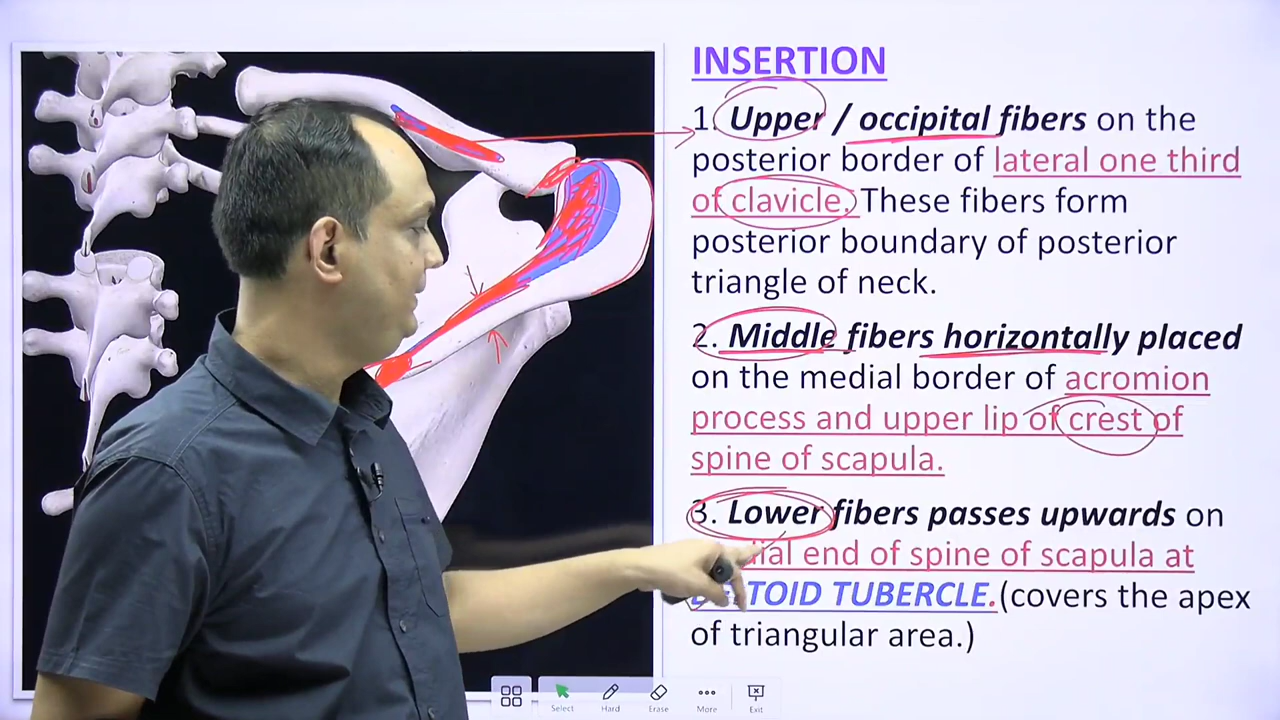 INSERTION
1. Upper / occipital fibers on the
posterior border of lateral one third
of clavicle. These fibers form
posterior boundary of posterior
triangle of neck.
2. Middle fibers horizontally placed
on the medial border of acromion
process and upper lip of crest of
spine of scapula.
3. Lower fibers passes upwards on
end of spine of scapula at
TUBERCLE.(covers the apex
of triangular area.)
Select
Hard
Erase
More
Exit